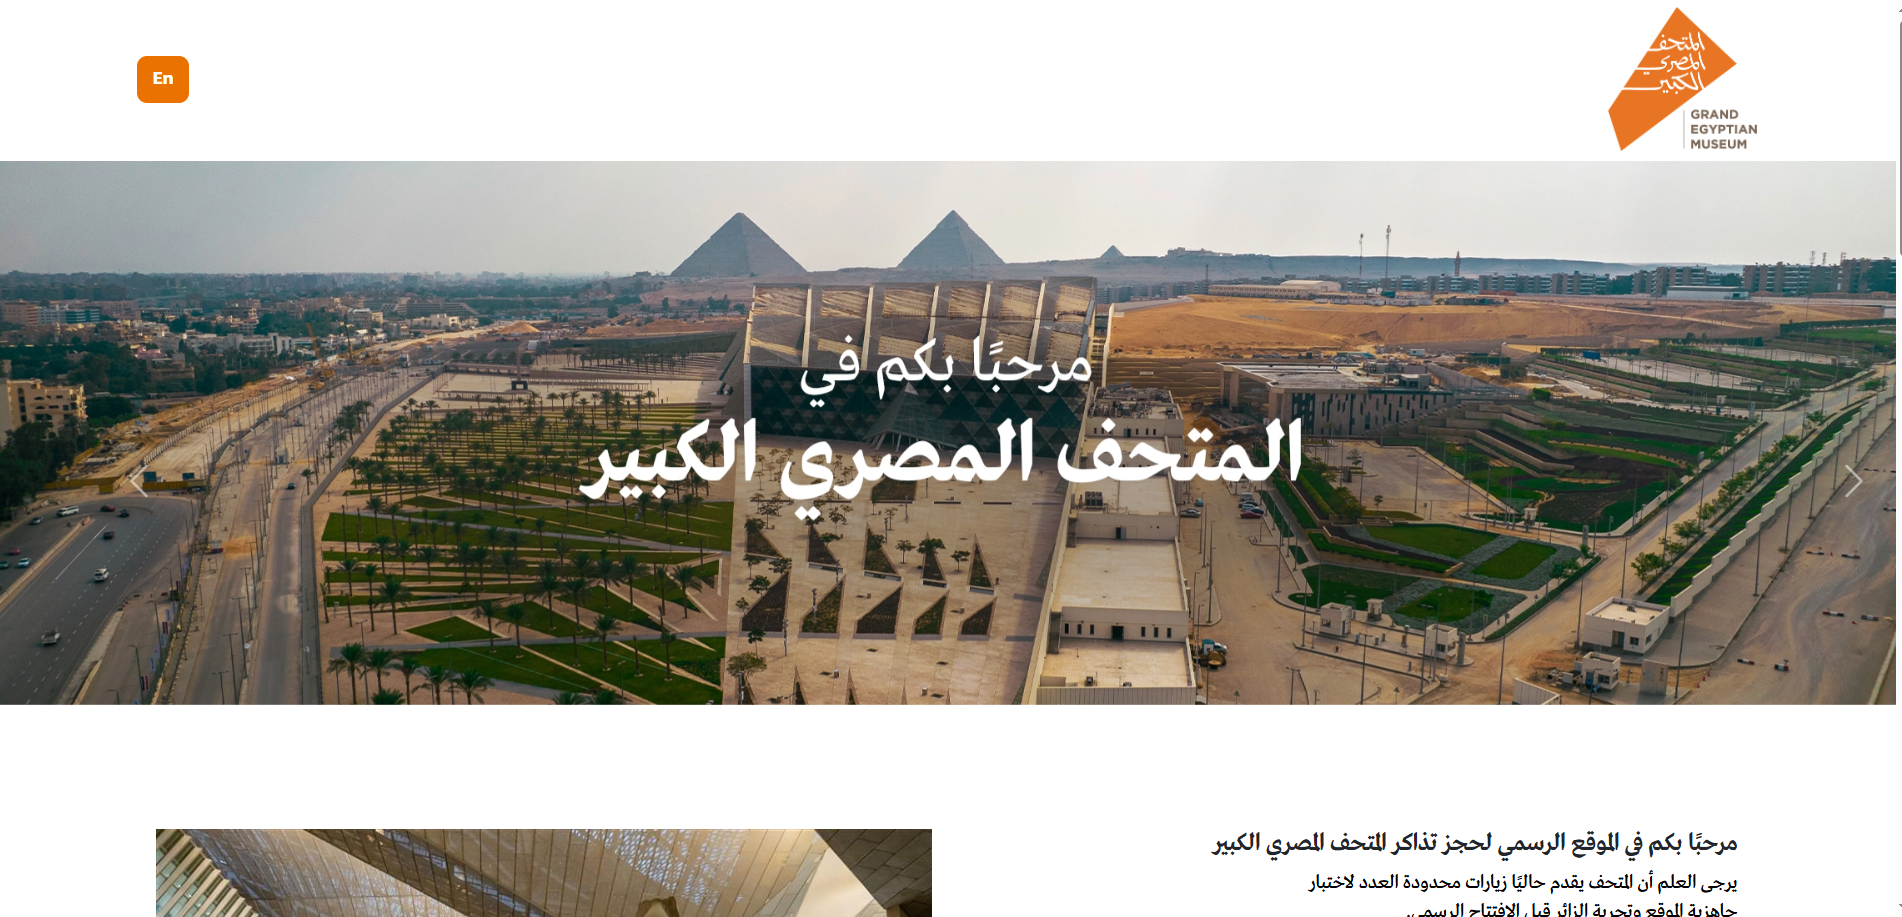 المتحف
المصري
الكبير
GRAND
EGYPTIAN
MUSEUM
En
مرحبًا بكم في
المتحف المصري الكبير
مرحبًا بكم في الموقع الرسمي لحجز تذاكر المتحف المصري الكبير
يرجى العلم أن المتحف يقدم حاليًا زيارات محدودة العدد لاختبار
جاهزية الموقع وتجربة الزائر قبل الافتتاح الرسمي.